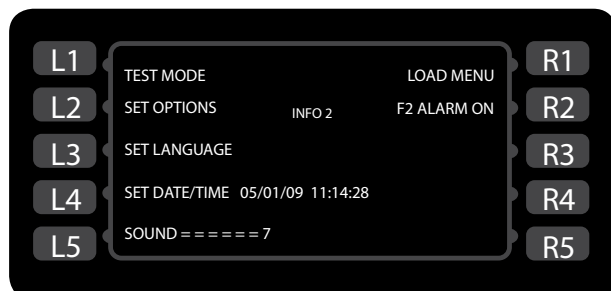 L1 TEST MODE LOAD MENU R1
L2 SET OPTIONS INFO 2 F2 ALARM ON R2
L3 SET LANGUAGE R3
L4 SET DATE/TIME 05/01/09 11:14:28 R4
L5 SOUND = = = = = = 7 R5